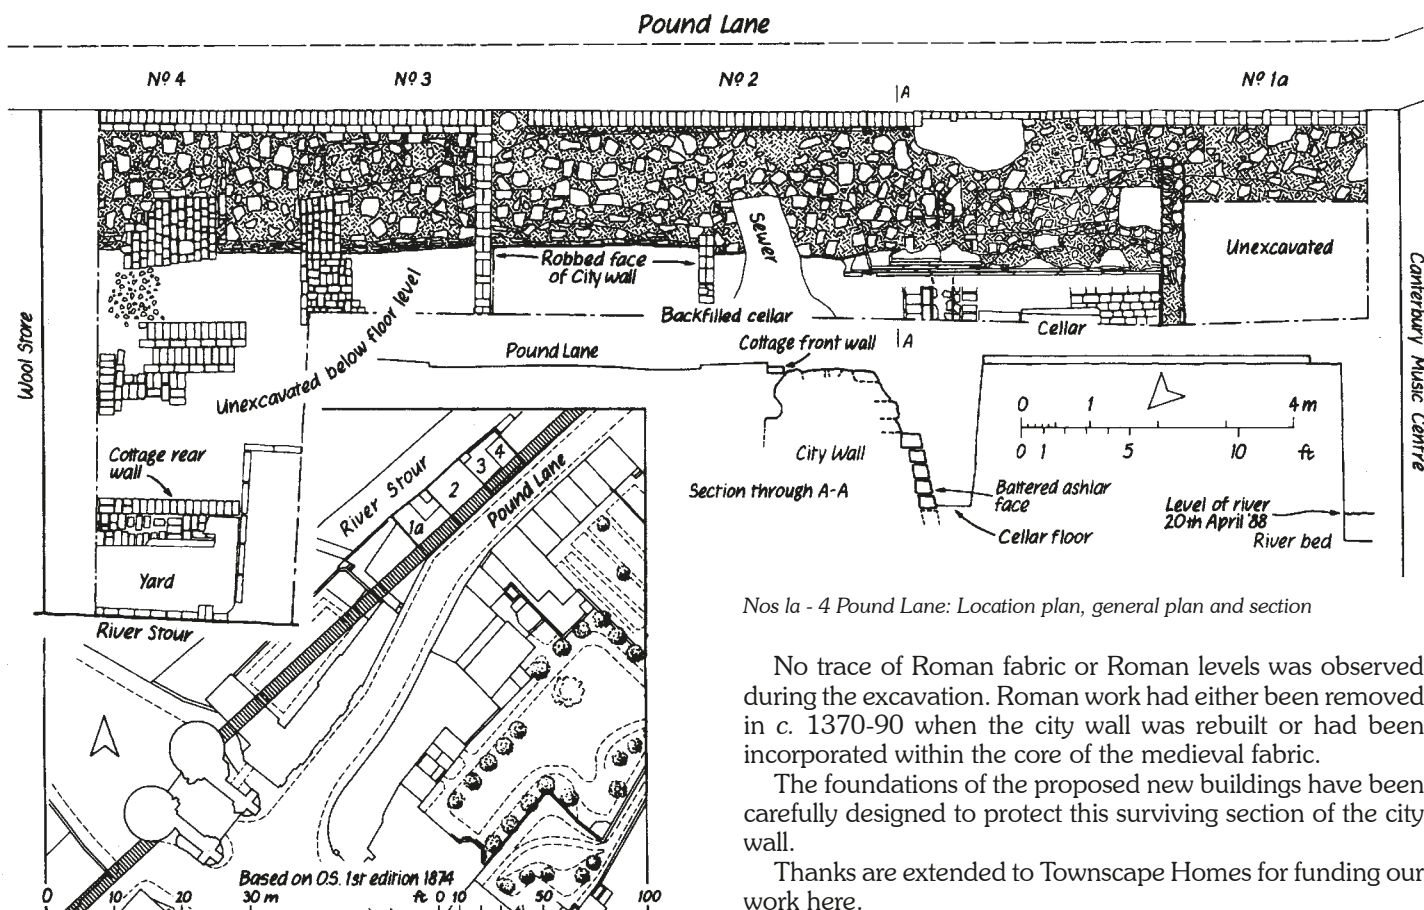 Pound Lane
Nº 4
Nº 3
Nº 2
A
Nº 1a
Wool Store
Robbed face
of City wall
Sewer
Unexcavated
Canterbury Music Centre
Backfilled cellar
Cellar
A
Unexcavated below floor level
Pound Lane
Cottage front wall
City Wall
Section through A-A
Battered ashlar
face
Cellar floor
0 1 4 m
0 1 5 10 ft
Level of river
20th April '88
River bed
Cottage rear
wall
Yard
River Stour
River Stour
1a
2
3
4
Pound Lane
Based on O.S. 1st edition 1874
0 10 20 30 m ft 0 10 50 100
Nos la - 4 Pound Lane: Location plan, general plan and section
No trace of Roman fabric or Roman levels was observed
during the excavation. Roman work had either been removed
in c. 1370-90 when the city wall was rebuilt or had been
incorporated within the core of the medieval fabric.
The foundations of the proposed new buildings have been
carefully designed to protect this surviving section of the city
wall.
Thanks are extended to Townscape Homes for funding our
work here.